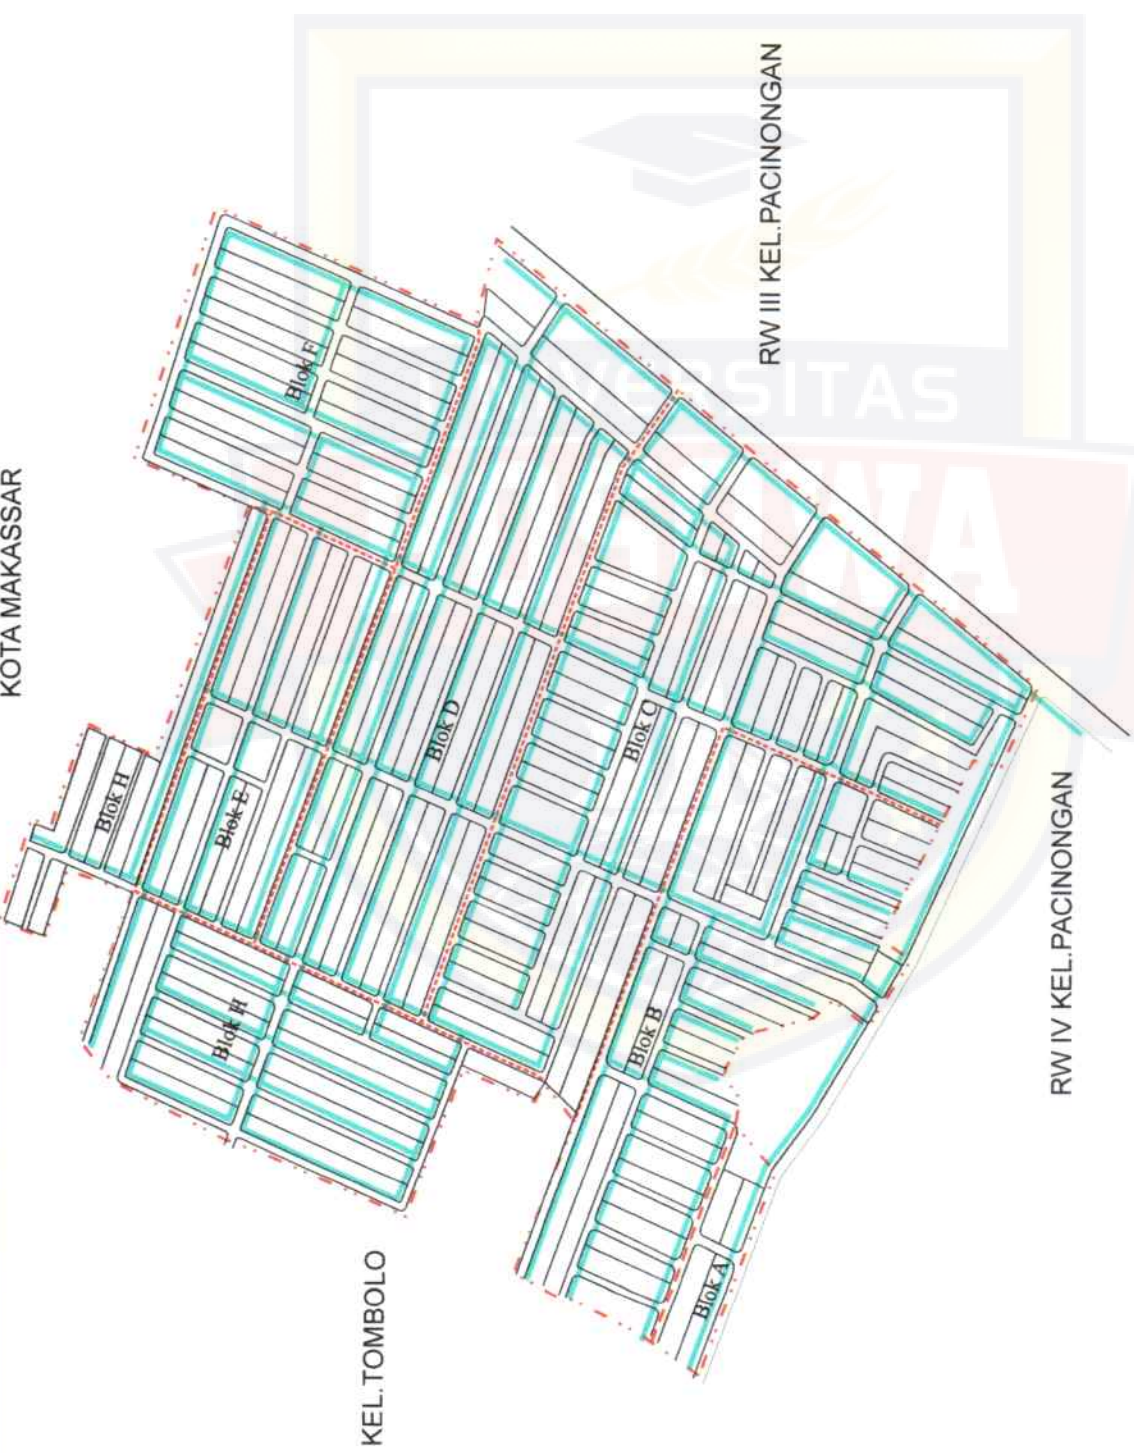 KOTA MAKASSAR
RW III KEL.PACINONGAN
Blok F
Blok H
Blok E
Blok D
Blok C
Blok H
Blok B
Blok A
KEL.TOMBOLO
RW IV KEL.PACINONGAN